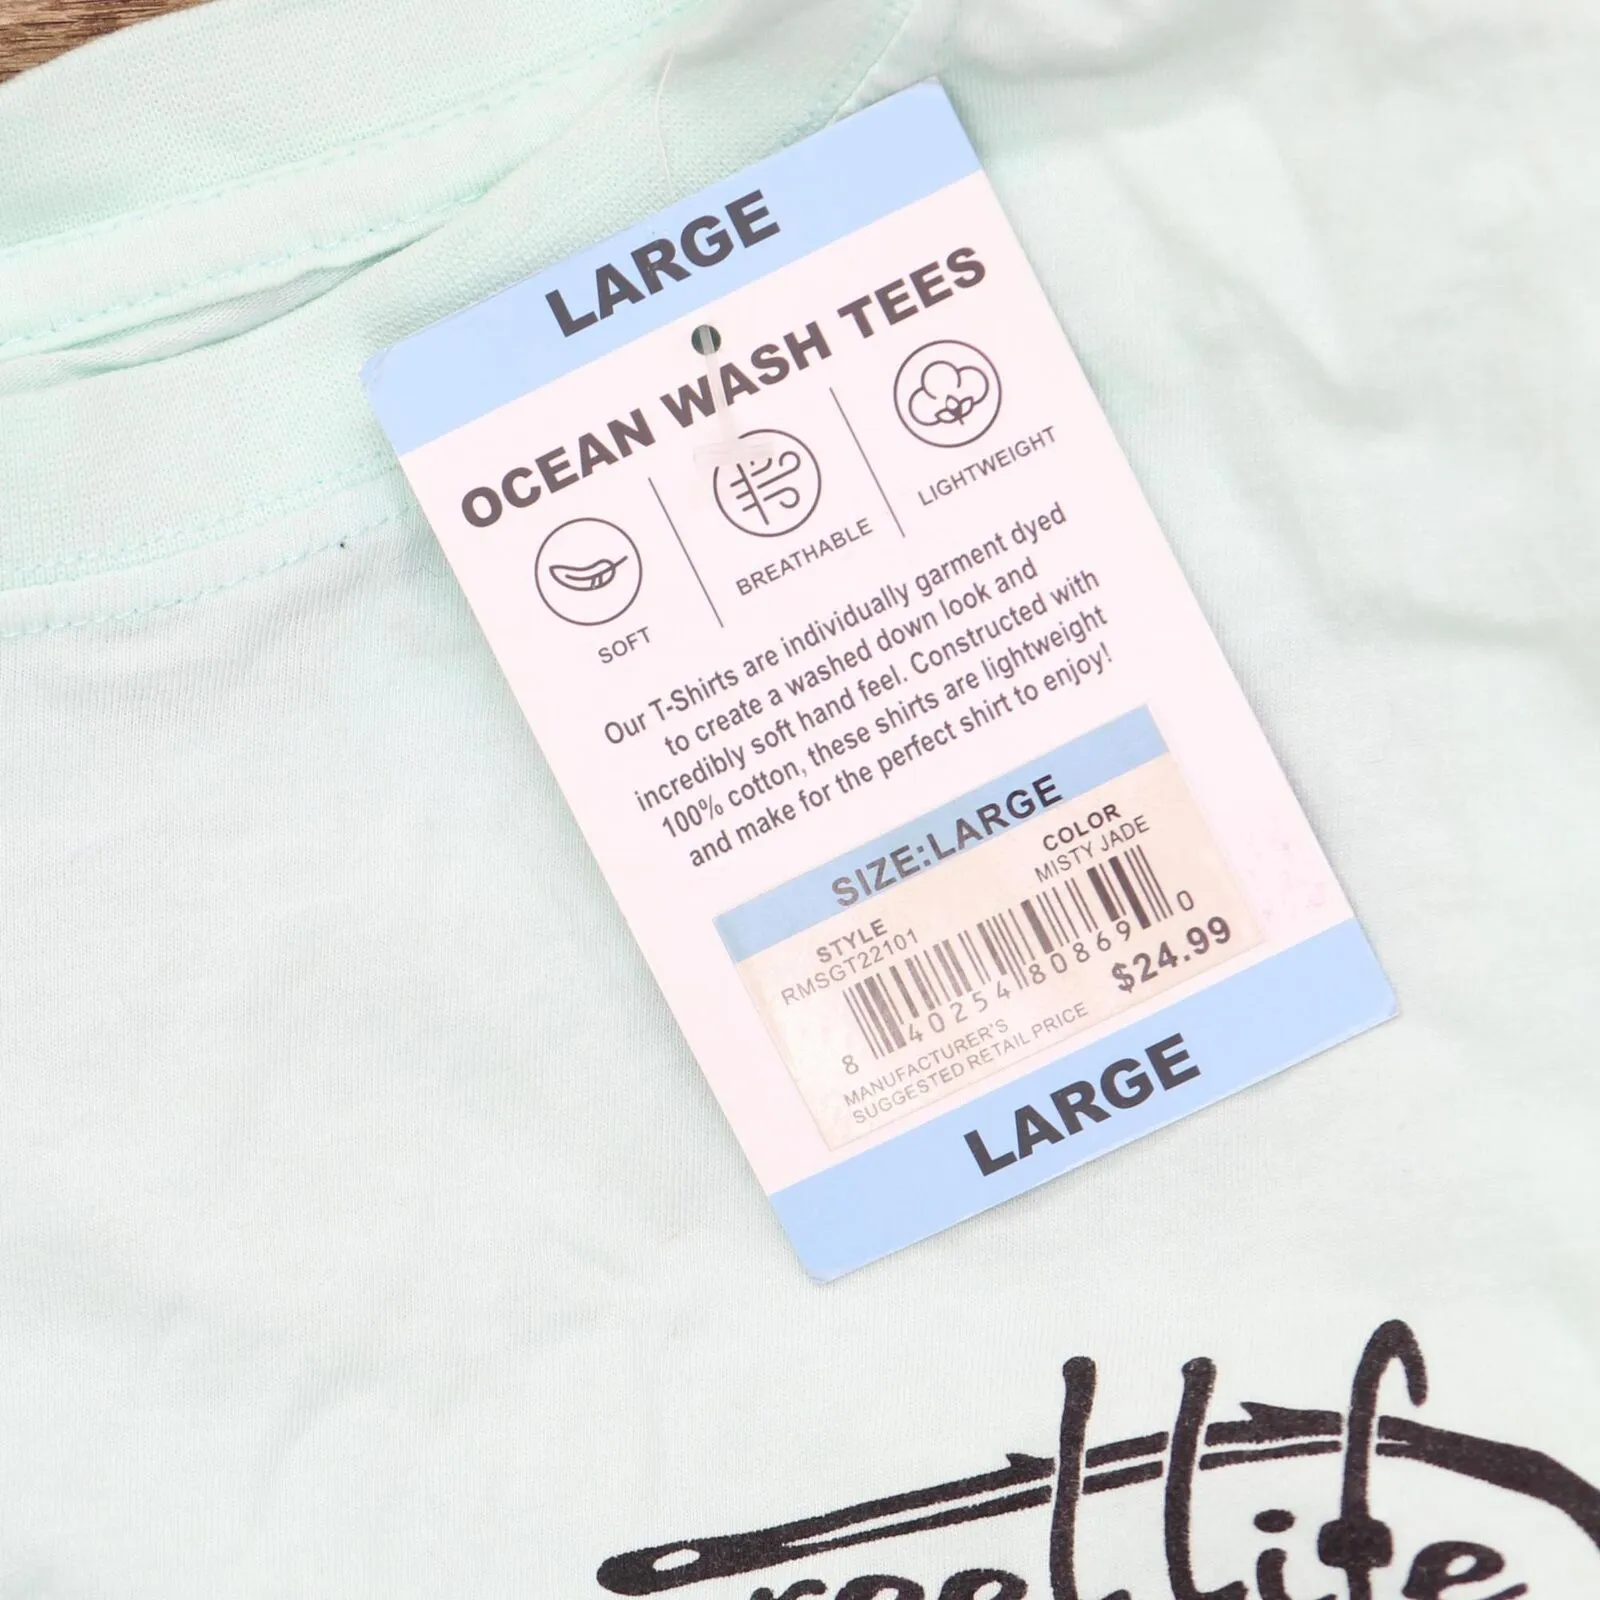 LARGE
OCEAN WASH TEES
SOFT
BREATHABLE
LIGHTWEIGHT
Our T-Shirts are individually garment dyed
to create a washed down look and
incredibly soft hand feel. Constructed with
100% cotton, these shirts are lightweight
and make for the perfect shirt to enjoy!
SIZE:LARGE
STYLE
RMSGT22101
COLOR
MISTY JADE
8 40254 80869 0
$24.99
MANUFACTURER'S
SUGGESTED RETAIL PRICE
LARGE
reel life